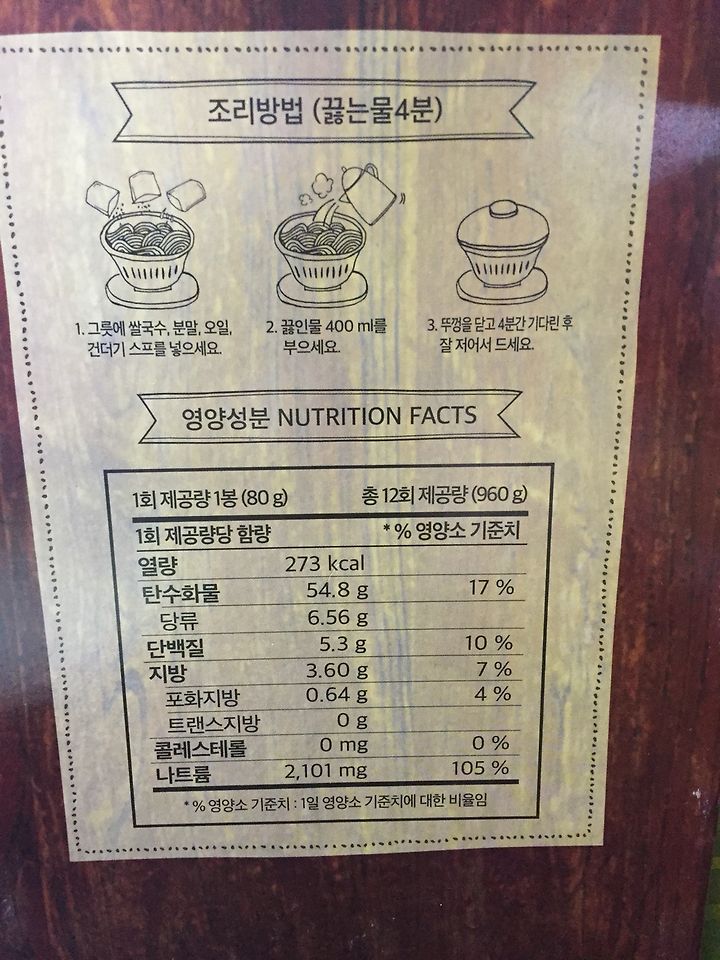 조리방법 (끓는물4분)
1. 그릇에 쌀국수, 분말, 오일,
건더기 스프를 넣으세요.
2. 끓인물 400 ml를
부으세요.
3. 뚜껑을 닫고 4분간 기다린 후
잘 저어서 드세요.
영양성분 NUTRITION FACTS
1회 제공량 1봉 (80 g) 총 12회 제공량 (960 g)
1회 제공량당 함량 * % 영양소 기준치
열량 273 kcal
탄수화물 54.8 g 17 %
당류 6.56 g
단백질 5.3 g 10 %
지방 3.60 g 7 %
포화지방 0.64 g 4 %
트랜스지방 0 g
콜레스테롤 0 mg 0 %
나트륨 2,101 mg 105 %
* % 영양소 기준치 : 1일 영양소 기준치에 대한 비율임